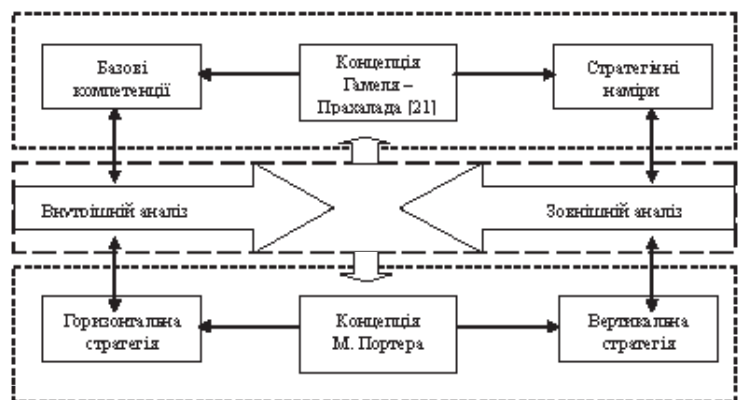 Базові
компетенції
Концепція
Гамеля –
Прахалада [21]
Стратегічні
наміри
Внутрішній аналіз
Зовнішній аналіз
Горизонтальна
стратегія
Концепція
М. Портера
Вертикальна
стратегія